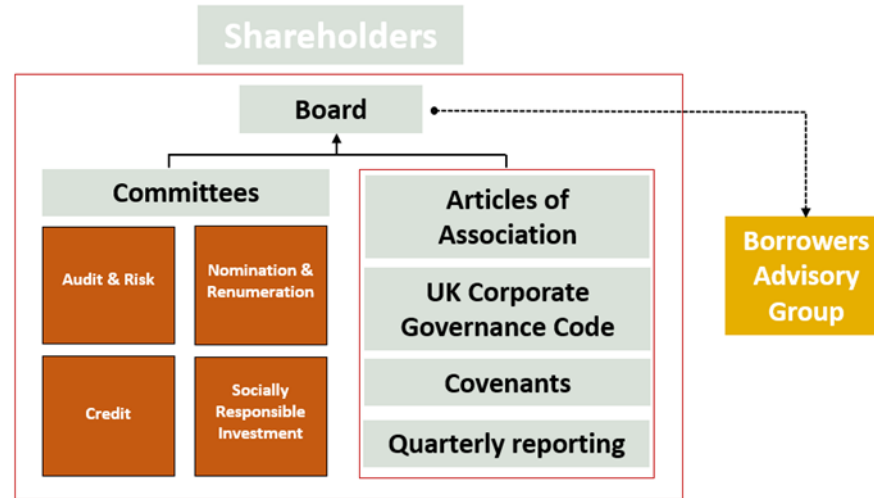 Shareholders
Board
Committees
Audit & Risk
Nomination &
Renumeration
Credit
Socially
Responsible
Investment
Articles of
Association
UK Corporate
Governance Code
Covenants
Quarterly reporting
Borrowers
Advisory
Group